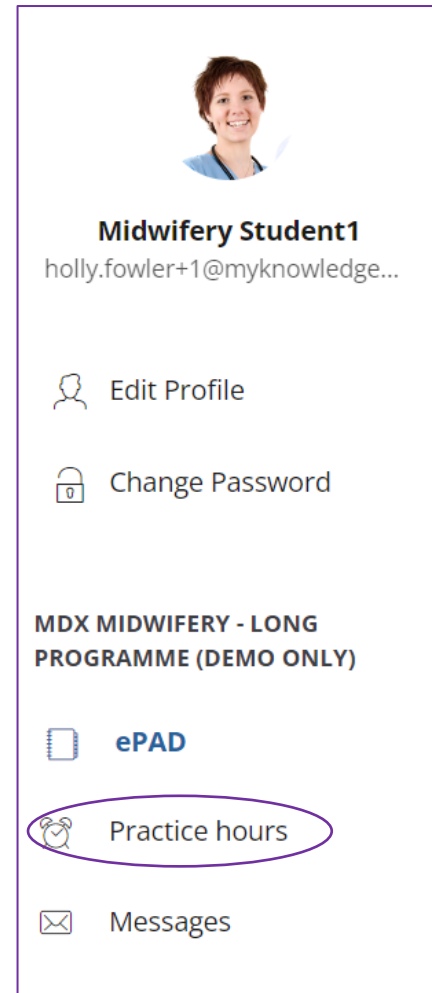 Midwifery Student1
holly.fowler+1@myknowledge...
Edit Profile
Change Password
MDX MIDWIFERY - LONG
PROGRAMME (DEMO ONLY)
ePAD
Practice hours
Messages